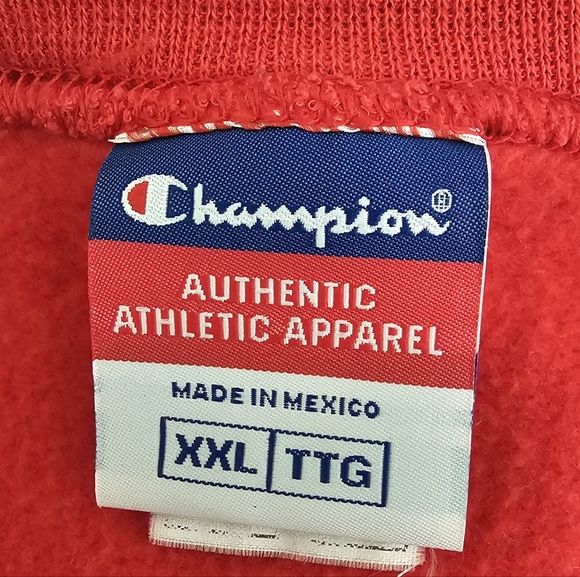 Champion®
AUTHENTIC
ATHLETIC APPAREL
MADE IN MEXICO
XXL TTG